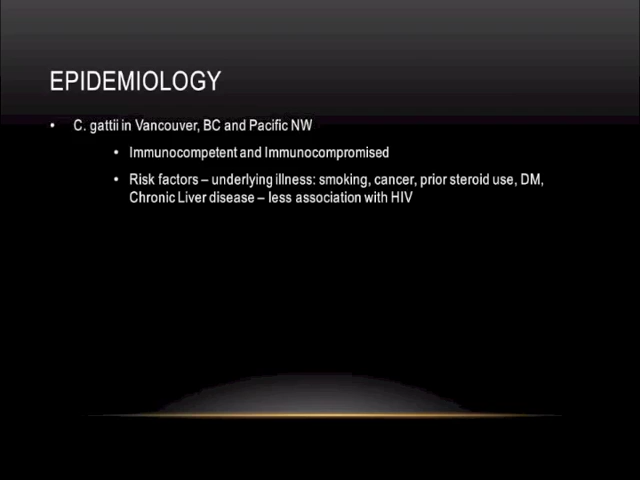 EPIDEMIOLOGY
• C. gattii in Vancouver, BC and Pacific NW
• Immunocompetent and Immunocompromised
• Risk factors – underlying illness: smoking, cancer, prior steroid use, DM,
Chronic Liver disease – less association with HIV